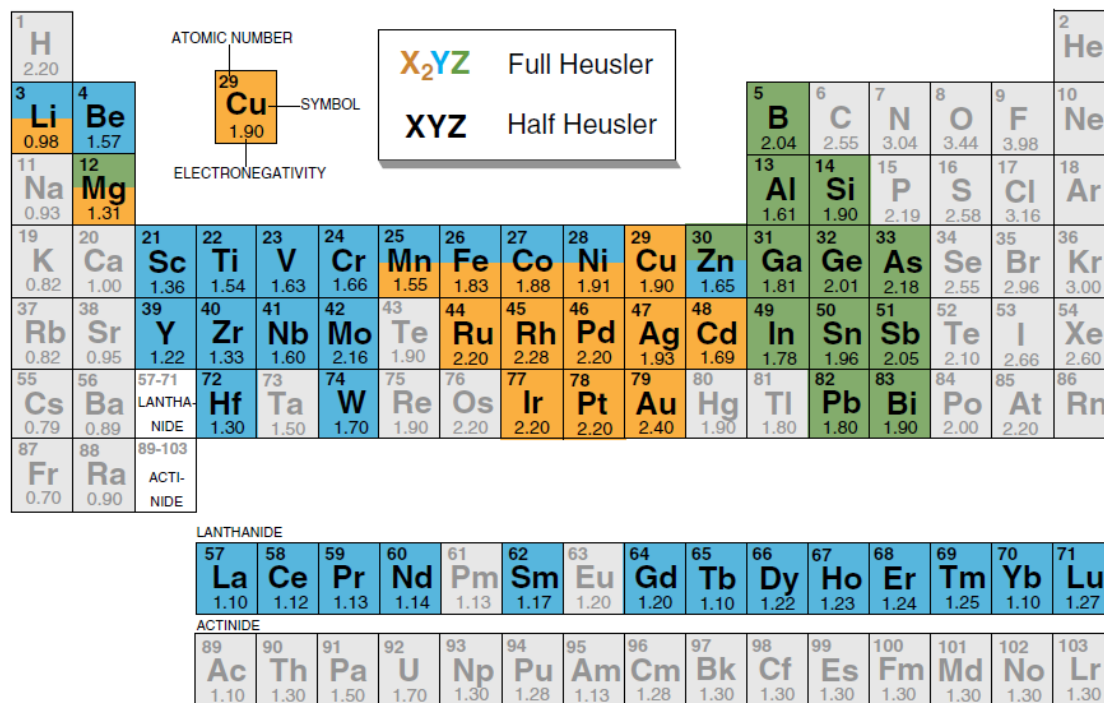 1 2
H ATOMIC NUMBER He
2.20
29
Cu SYMBOL
1.90
ELECTRONEGATIVITY
X₂YZ Full Heusler
XYZ Half Heusler
3 4 5 6 7 8 9 10
Li Be B C N O F Ne
0.98 1.57 2.04 2.55 3.04 3.44 3.98
11 12 13 14 15 16 17 18
Na Mg Al Si P S Cl Ar
0.93 1.31 1.61 1.90 2.19 2.58 3.16
19 20 21 22 23 24 25 26 27 28 29 30 31 32 33 34 35 36
K Ca Sc Ti V Cr Mn Fe Co Ni Cu Zn Ga Ge As Se Br Kr
0.82 1.00 1.36 1.54 1.63 1.66 1.55 1.83 1.88 1.91 1.90 1.65 1.81 2.01 2.18 2.55 2.96 3.00
37 38 39 40 41 42 43 44 45 46 47 48 49 50 51 52 53 54
Rb Sr Y Zr Nb Mo Te Ru Rh Pd Ag Cd In Sn Sb Te I Xe
0.82 0.95 1.22 1.33 1.60 2.16 1.90 2.20 2.28 2.20 1.93 1.69 1.78 1.96 2.05 2.10 2.66 2.60
55 56 57-71 72 73 74 75 76 77 78 79 80 81 82 83 84 85 86
Cs Ba LANTHA- Hf Ta W Re Os Ir Pt Au Hg Tl Pb Bi Po At Rn
0.79 0.89 NIDE 1.30 1.50 1.70 1.90 2.20 2.20 2.20 2.40 1.90 1.80 1.80 1.90 2.00 2.20
87 88 89-103
Fr Ra ACTI-
0.70 0.90 NIDE
LANTHANIDE
57 58 59 60 61 62 63 64 65 66 67 68 69 70 71
La Ce Pr Nd Pm Sm Eu Gd Tb Dy Ho Er Tm Yb Lu
1.10 1.12 1.13 1.14 1.13 1.17 1.20 1.20 1.10 1.22 1.23 1.24 1.25 1.10 1.27
ACTINIDE
89 90 91 92 93 94 95 96 97 98 99 100 101 102 103
Ac Th Pa U Np Pu Am Cm Bk Cf Es Fm Md No Lr
1.10 1.30 1.50 1.70 1.30 1.28 1.13 1.28 1.30 1.30 1.30 1.30 1.30 1.30 1.30